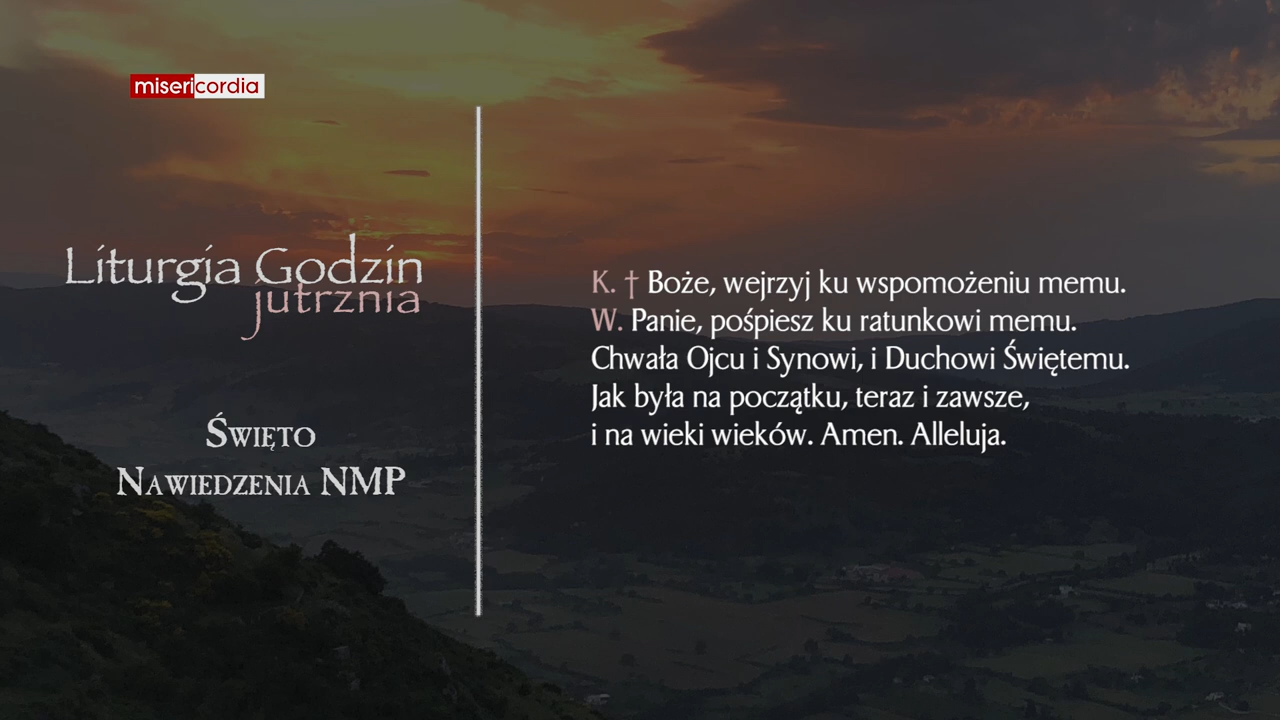 misericordia
Liturgia Godzin
jutrznia
Święto
Nawiedzenia NMP
K. † Boże, wejrzyj ku wspomożeniu memu.
W. Panie, pośpiesz ku ratunkowi memu.
Chwała Ojcu i Synowi, i Duchowi Świętemu.
Jak była na początku, teraz i zawsze,
i na wieki wieków. Amen. Alleluja.